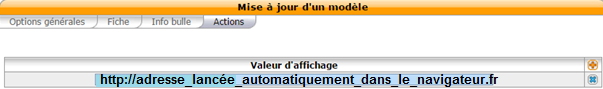 Mise à jour d'un modèle
Options générales Fiche Info bulle Actions
Valeur d'affichage
http://adresse_lancée_automatiquement_dans_le_navigateur.fr